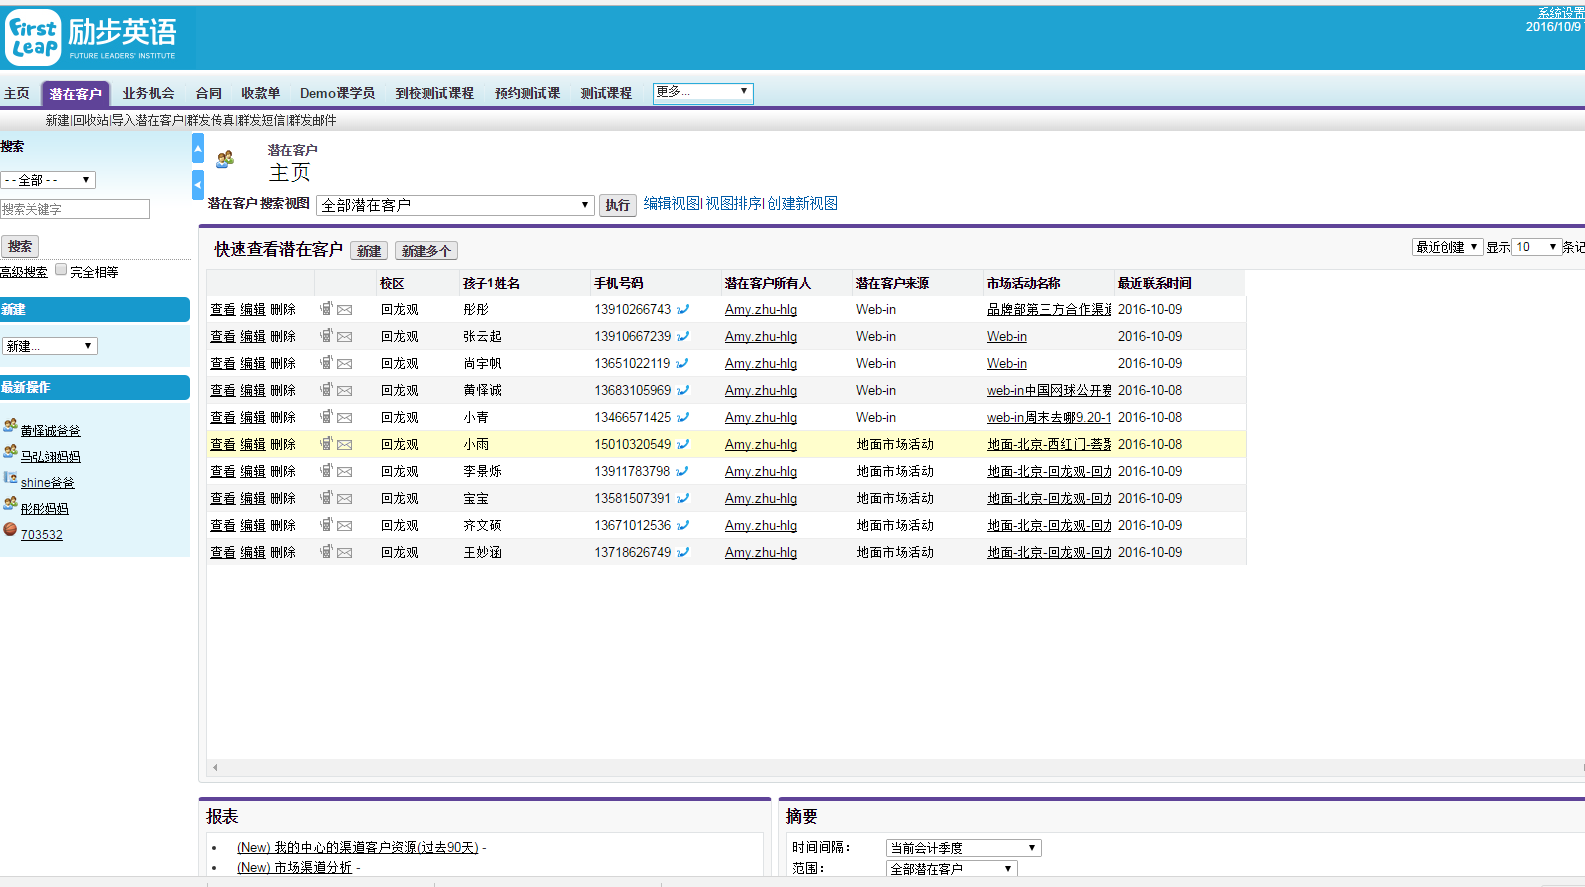 First Leap 励步英语
FUTURE LEADERS' INSTITUTE
系统设置
2016/10/9
主页 潜在客户 业务机会 合同 收款单 Demo课学员 到校测试课程 预约测试课 测试课程 更多...
新建|回收站|导入潜在客户|群发传真|群发短信|群发邮件
搜索
--全部--
搜索关键字
搜索
高级搜索 完全相等
新建
新建...
最新操作
黄怿诚爸爸
马弘翊妈妈
shine爸爸
彤彤妈妈
703532
潜在客户
主页
潜在客户 搜索视图 全部潜在客户 执行 编辑视图| 视图排序| 创建新视图
快速查看潜在客户 新建 新建多个 最近创建 显示 10 条记
校区 孩子1姓名 手机号码 潜在客户所有人 潜在客户来源 市场活动名称 最近联系时间
查看 编辑 删除 回龙观 彤彤 13910266743 Amy.zhu-hlg Web-in 品牌部第三方合作渠道 2016-10-09
查看 编辑 删除 回龙观 张云起 13910667239 Amy.zhu-hlg Web-in Web-in 2016-10-09
查看 编辑 删除 回龙观 尚宇帆 13651022119 Amy.zhu-hlg Web-in Web-in 2016-10-09
查看 编辑 删除 回龙观 黄怿诚 13683105969 Amy.zhu-hlg Web-in web-in中国网球公开赛 2016-10-08
查看 编辑 删除 回龙观 小青 13466571425 Amy.zhu-hlg Web-in web-in周末去哪9.20-1 2016-10-08
查看 编辑 删除 回龙观 小雨 15010320549 Amy.zhu-hlg 地面市场活动 地面-北京-西红门-荟聚 2016-10-08
查看 编辑 删除 回龙观 李景烁 13911783798 Amy.zhu-hlg 地面市场活动 地面-北京-回龙观-回龙 2016-10-09
查看 编辑 删除 回龙观 宝宝 13581507391 Amy.zhu-hlg 地面市场活动 地面-北京-回龙观-回龙 2016-10-09
查看 编辑 删除 回龙观 齐文硕 13671012536 Amy.zhu-hlg 地面市场活动 地面-北京-回龙观-回龙 2016-10-09
查看 编辑 删除 回龙观 王妙涵 13718626749 Amy.zhu-hlg 地面市场活动 地面-北京-回龙观-回龙 2016-10-09
报表
• (New) 我的中心的渠道客户资源(过去90天) -
• (New) 市场渠道分析 -
摘要
时间间隔： 当前会计季度
范围： 全部潜在客户